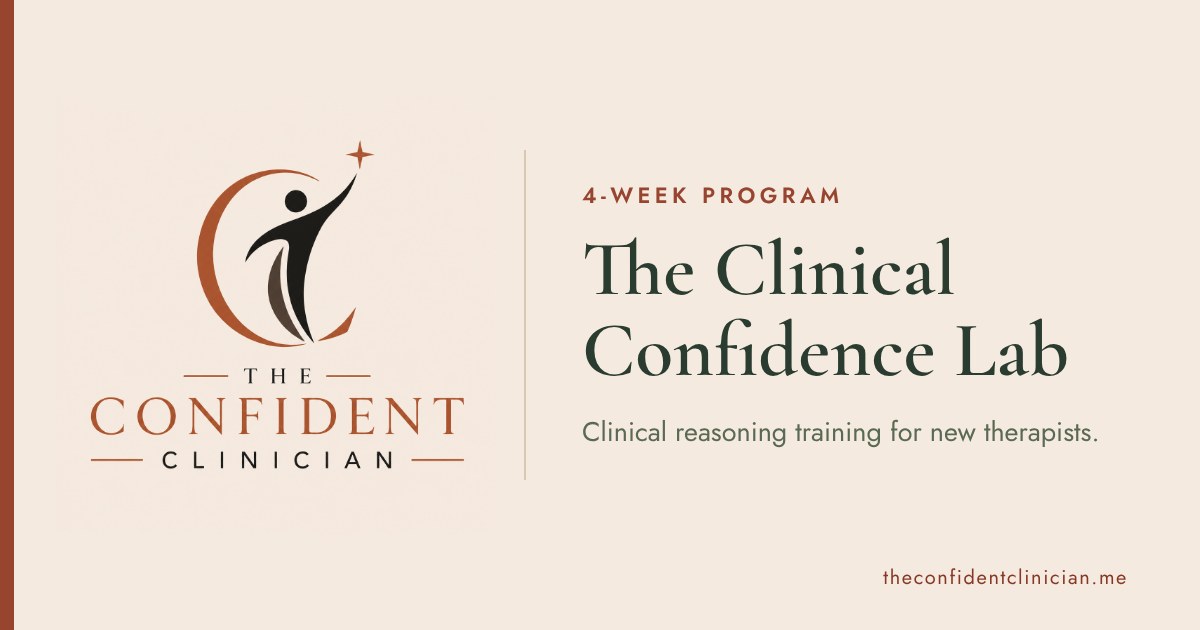 THE
CONFIDENT
CLINICIAN
4-WEEK PROGRAM
The Clinical
Confidence Lab
Clinical reasoning training for new therapists.
theconfidentclinician.me